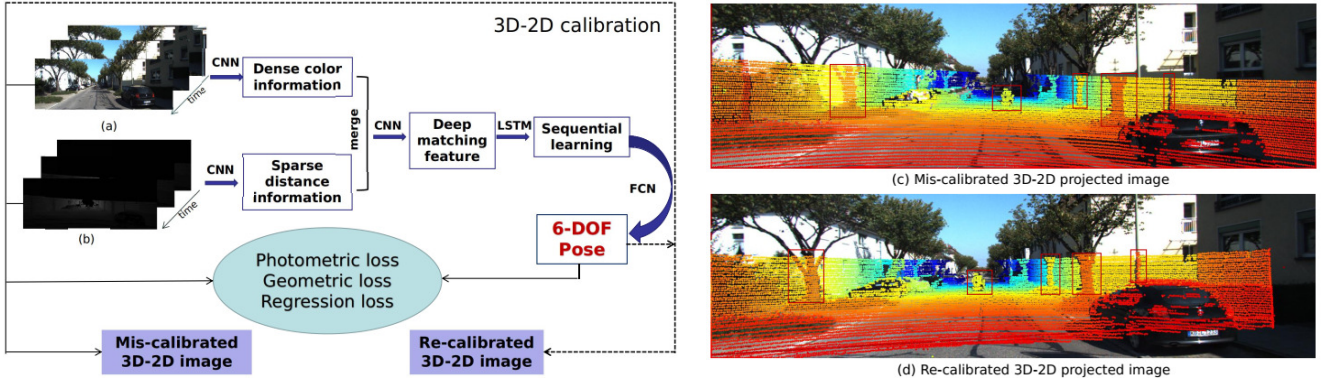 3D-2D calibration
CNN
Dense color
information
time
(a)
merge
CNN
Deep
matching
feature
LSTM
Sequential
learning
CNN
Sparse
distance
information
time
(b)
FCN
6-DOF
Pose
Photometric loss
Geometric loss
Regression loss
Mis-calibrated
3D-2D image
Re-calibrated
3D-2D image
(c) Mis-calibrated 3D-2D projected image
(d) Re-calibrated 3D-2D projected image